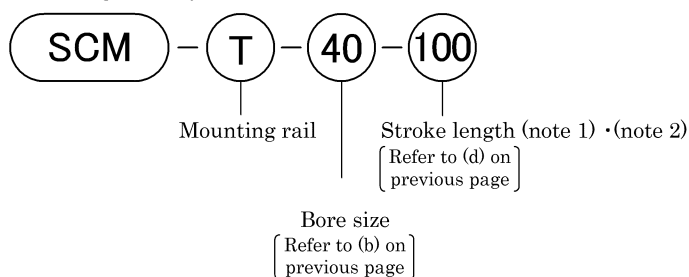 SCM - T - 40 - 100
Mounting rail
Stroke length (note 1) ・(note 2)
Refer to (d) on
previous page
Bore size
Refer to (b) on
previous page